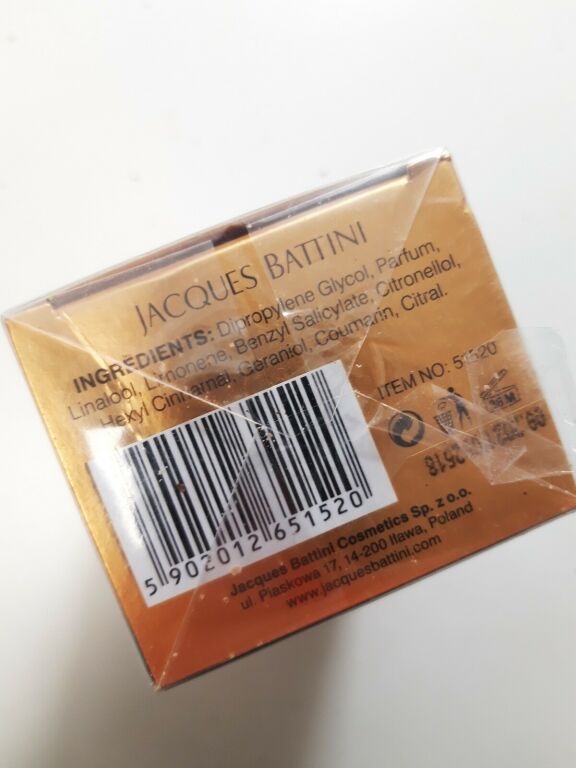 JACQUES BATTINI
INGREDIENTS: Dipropylene Glycol, Parfum,
Linalool, Limonene, Benzyl Salicylate, Citronellol,
Hexyl Cinnamal, Geraniol, Coumarin, Citral.
ITEM NO: 51520
5 902012 651520
Jacques Battini Cosmetics Sp. z o.o.
ul. Piaskowa 17, 14-200 Iława, Poland
www.jacquesbattini.com